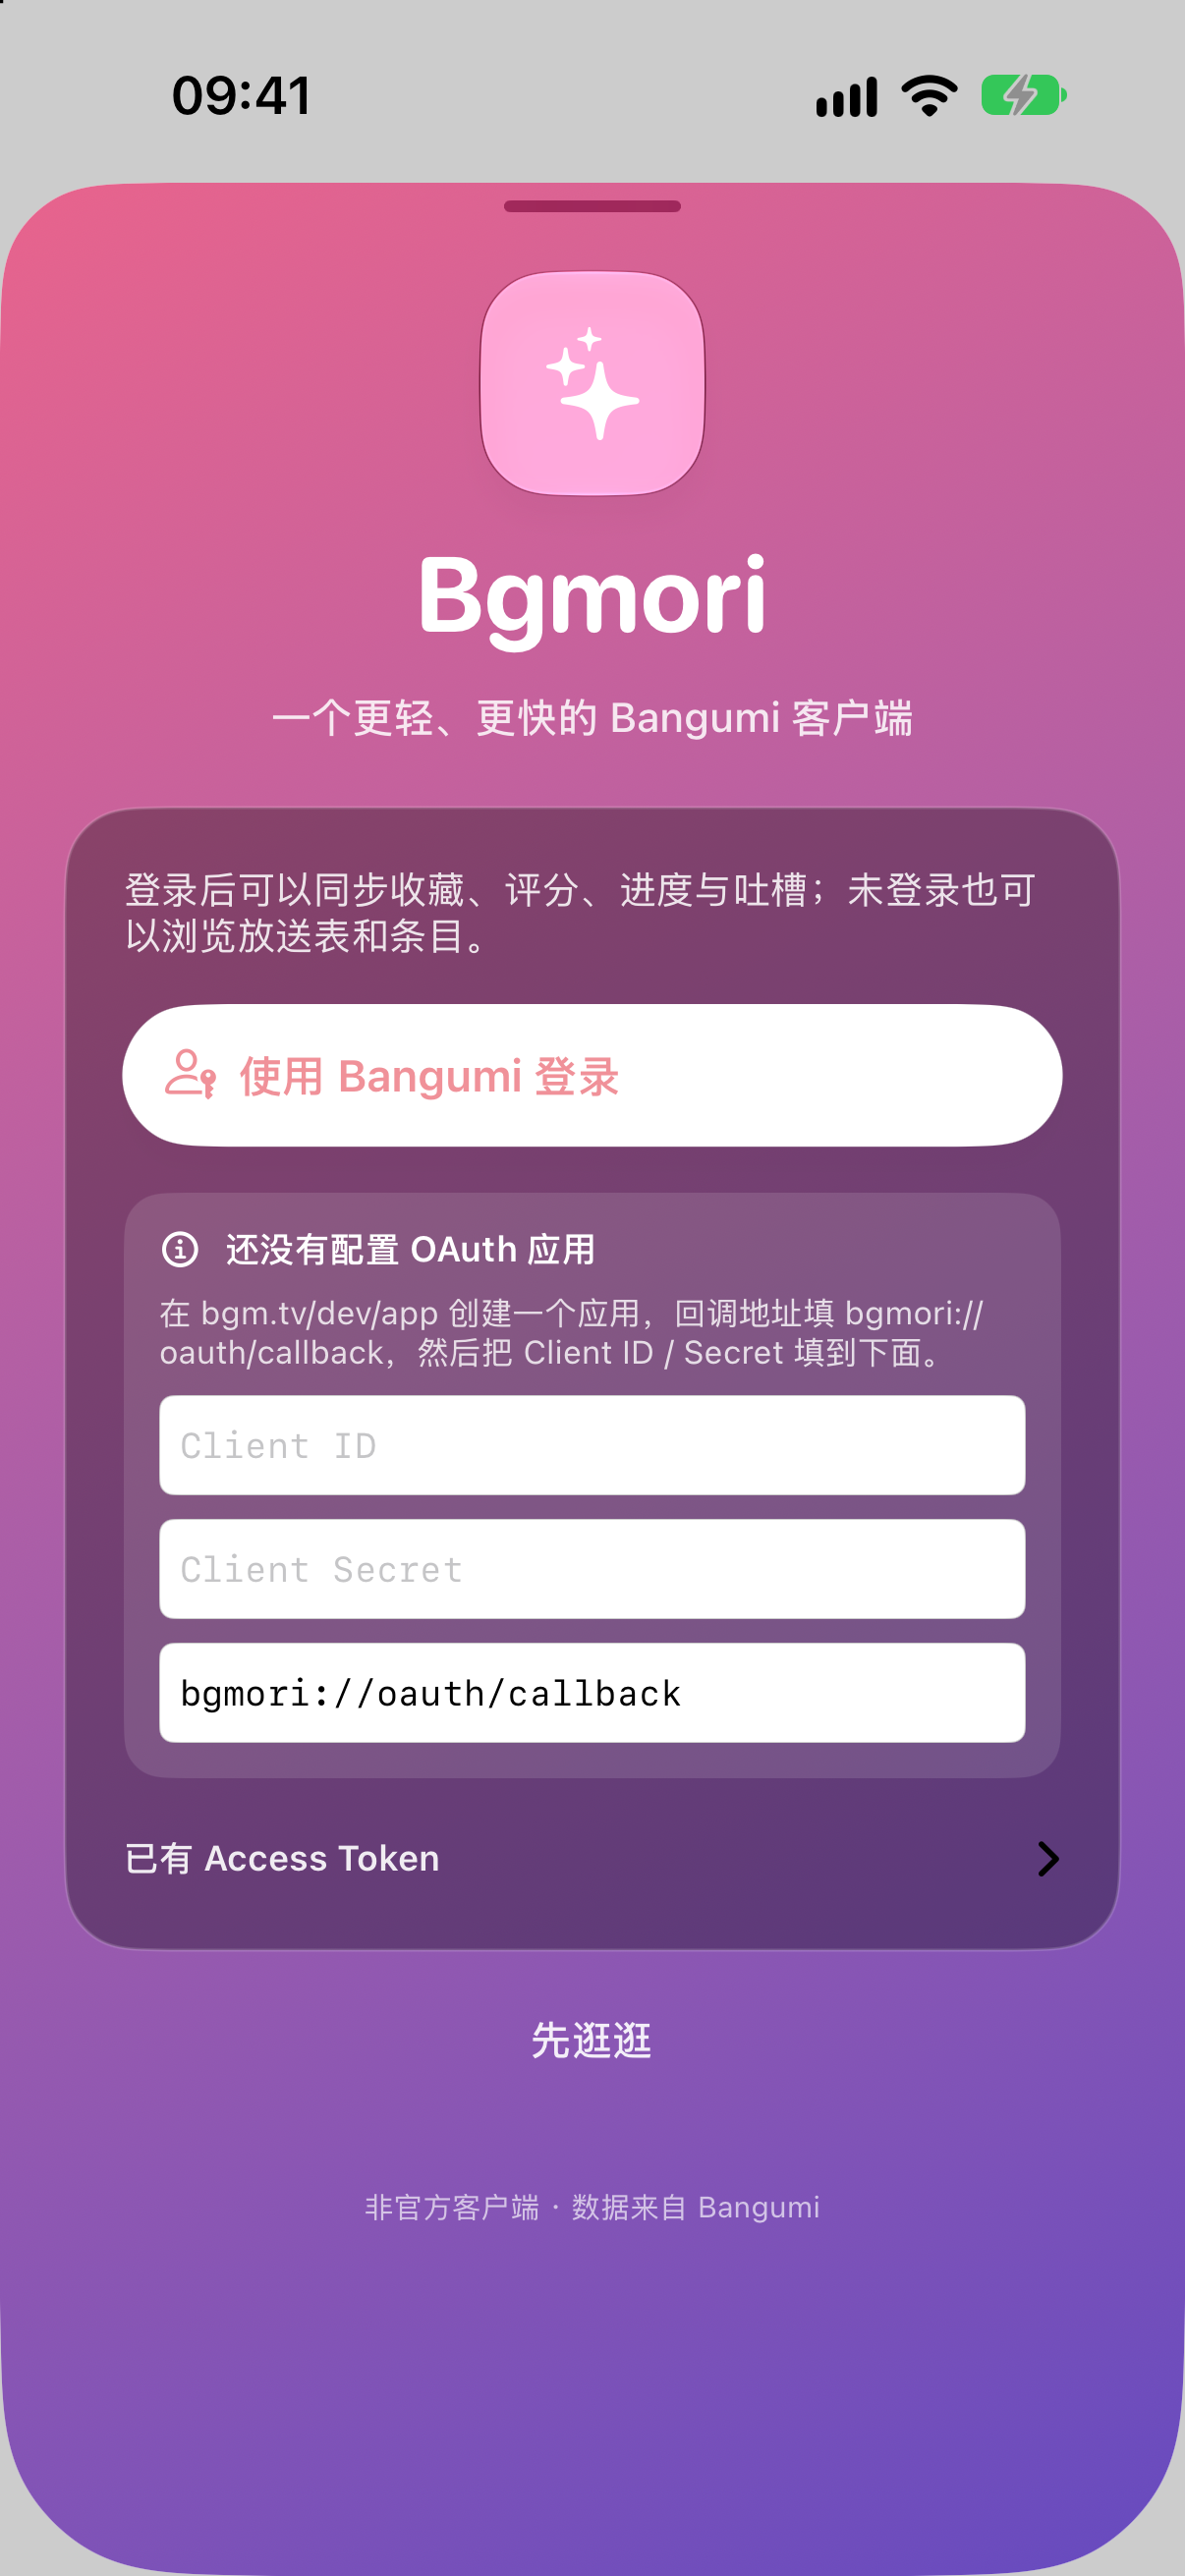 09:41
Bgmori
一个更轻、更快的 Bangumi 客户端
登录后可以同步收藏、评分、进度与吐槽；未登录也可
以浏览放送表和条目。
使用 Bangumi 登录
还没有配置 OAuth 应用
在 bgm.tv/dev/app 创建一个应用，回调地址填 bgmori://
oauth/callback，然后把 Client ID / Secret 填到下面。
Client ID
Client Secret
bgmori://oauth/callback
已有 Access Token
先逛逛
非官方客户端 · 数据来自 Bangumi